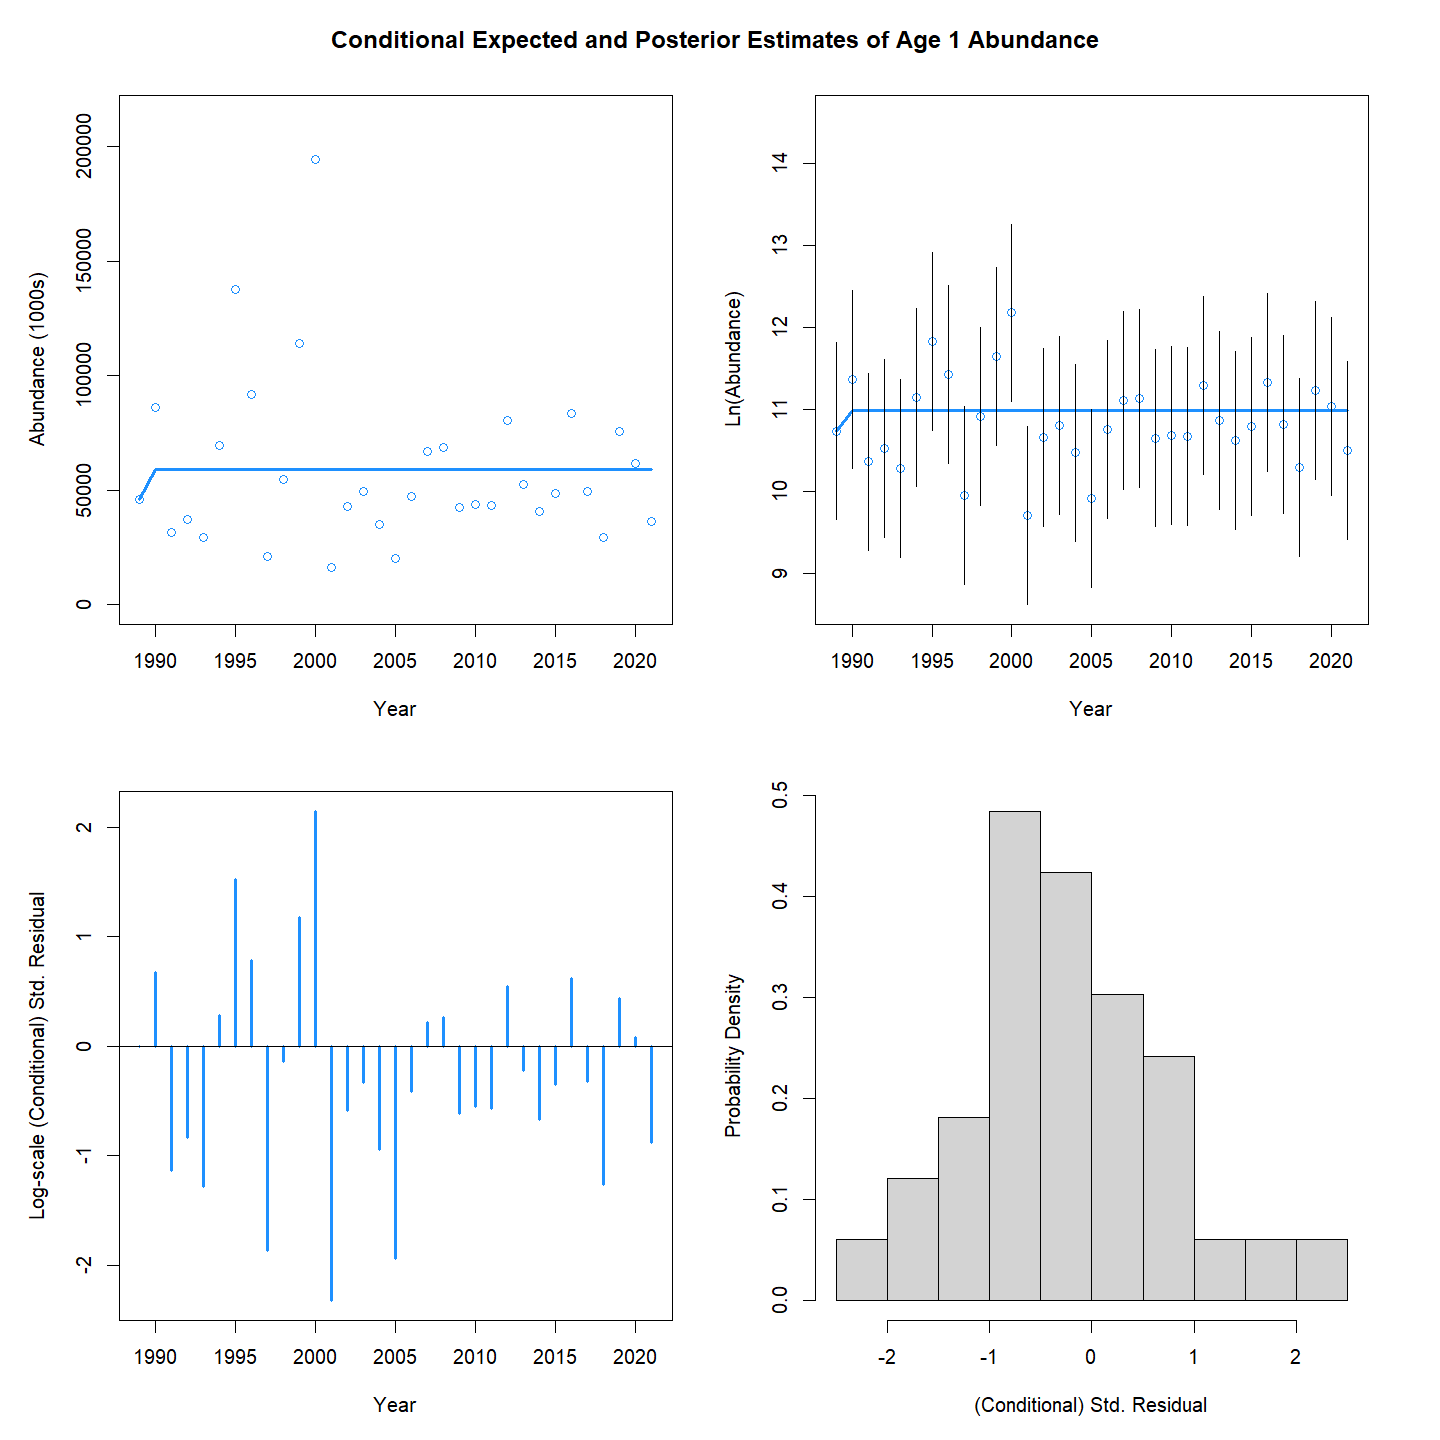 Conditional Expected and Posterior Estimates of Age 1 Abundance
Abundance (1000s)
200000
150000
100000
50000
0
1990 1995 2000 2005 2010 2015 2020
Year
Ln(Abundance)
14
13
12
11
10
9
1990 1995 2000 2005 2010 2015 2020
Year
Log-scale (Conditional) Std. Residual
2
1
0
-1
-2
1990 1995 2000 2005 2010 2015 2020
Year
Probability Density
0.5
0.4
0.3
0.2
0.1
0.0
-2 -1 0 1 2
(Conditional) Std. Residual